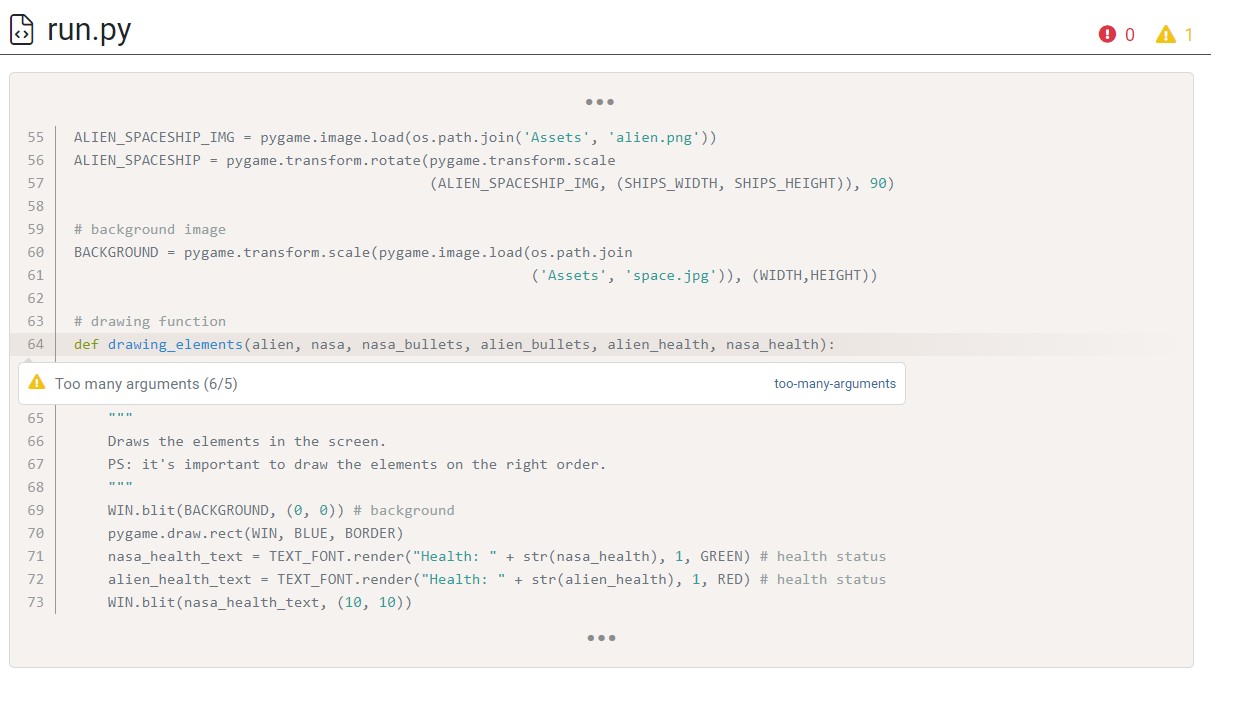 run.py
0 1
55 ALIEN_SPACESHIP_IMG = pygame.image.load(os.path.join('Assets', 'alien.png'))
56 ALIEN_SPACESHIP = pygame.transform.rotate(pygame.transform.scale
57 (ALIEN_SPACESHIP_IMG, (SHIPS_WIDTH, SHIPS_HEIGHT)), 90)
58
59 # background image
60 BACKGROUND = pygame.transform.scale(pygame.image.load(os.path.join
61 ('Assets', 'space.jpg')), (WIDTH,HEIGHT))
62
63 # drawing function
64 def drawing_elements(alien, nasa, nasa_bullets, alien_bullets, alien_health, nasa_health):
Too many arguments (6/5) too-many-arguments
65 """
66 Draws the elements in the screen.
67 PS: it's important to draw the elements on the right order.
68 """
69 WIN.blit(BACKGROUND, (0, 0)) # background
70 pygame.draw.rect(WIN, BLUE, BORDER)
71 nasa_health_text = TEXT_FONT.render("Health: " + str(nasa_health), 1, GREEN) # health status
72 alien_health_text = TEXT_FONT.render("Health: " + str(alien_health), 1, RED) # health status
73 WIN.blit(nasa_health_text, (10, 10))